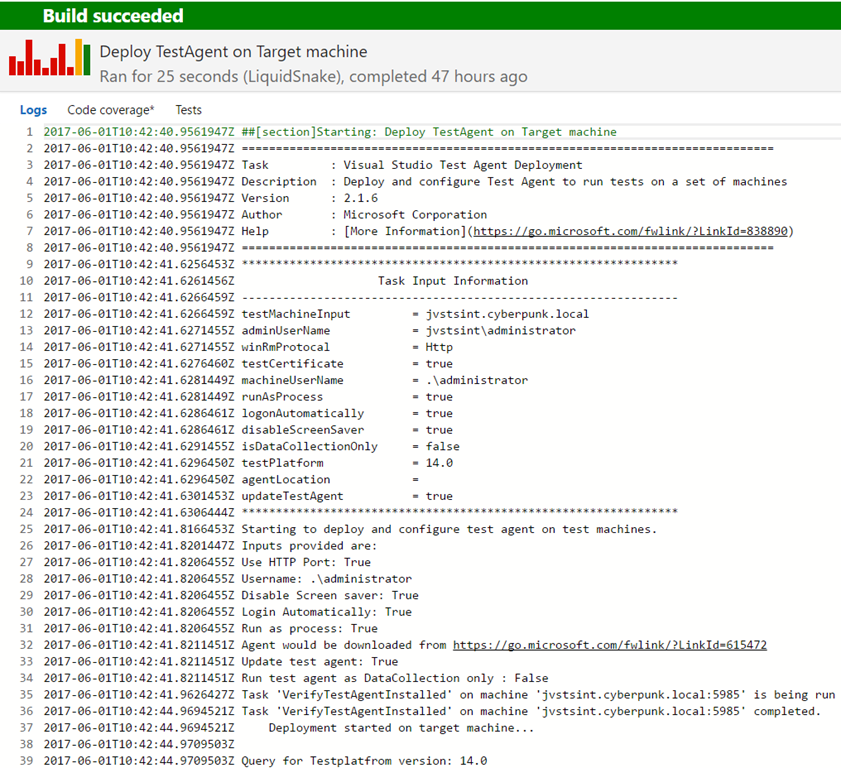 Build succeeded
Deploy TestAgent on Target machine
Ran for 25 seconds (LiquidSnake), completed 47 hours ago
Logs Code coverage* Tests
1 2017-06-01T10:42:40.9561947Z ##[section]Starting: Deploy TestAgent on Target machine
2 2017-06-01T10:42:40.9561947Z ==============================================================================
3 2017-06-01T10:42:40.9561947Z Task         : Visual Studio Test Agent Deployment
4 2017-06-01T10:42:40.9561947Z Description  : Deploy and configure Test Agent to run tests on a set of machines
5 2017-06-01T10:42:40.9561947Z Version      : 2.1.6
6 2017-06-01T10:42:40.9561947Z Author       : Microsoft Corporation
7 2017-06-01T10:42:40.9561947Z Help         : [More Information](https://go.microsoft.com/fwlink/?LinkId=838890)
8 2017-06-01T10:42:40.9561947Z ==============================================================================
9 2017-06-01T10:42:41.6256453Z ****************************************************************
10 2017-06-01T10:42:41.6261456Z                     Task Input Information
11 2017-06-01T10:42:41.6266459Z ----------------------------------------------------------------
12 2017-06-01T10:42:41.6266459Z testMachineInput         = jvstsint.cyberpunk.local
13 2017-06-01T10:42:41.6271455Z adminUserName            = jvstsint\administrator
14 2017-06-01T10:42:41.6271455Z winRmProtocal            = Http
15 2017-06-01T10:42:41.6276460Z testCertificate          = true
16 2017-06-01T10:42:41.6281449Z machineUserName          = .\administrator
17 2017-06-01T10:42:41.6281449Z runAsProcess             = true
18 2017-06-01T10:42:41.6286461Z logonAutomatically       = true
19 2017-06-01T10:42:41.6286461Z disableScreenSaver       = true
20 2017-06-01T10:42:41.6291455Z isDataCollectionOnly     = false
21 2017-06-01T10:42:41.6296450Z testPlatform             = 14.0
22 2017-06-01T10:42:41.6296450Z agentLocation            =
23 2017-06-01T10:42:41.6301453Z updateTestAgent          = true
24 2017-06-01T10:42:41.6306444Z ****************************************************************
25 2017-06-01T10:42:41.8166453Z Starting to deploy and configure test agent on test machines.
26 2017-06-01T10:42:41.8201447Z Inputs provided are:
27 2017-06-01T10:42:41.8206455Z Use HTTP Port: True
28 2017-06-01T10:42:41.8206455Z Username: .\administrator
29 2017-06-01T10:42:41.8206455Z Disable Screen saver: True
30 2017-06-01T10:42:41.8206455Z Login Automatically: True
31 2017-06-01T10:42:41.8206455Z Run as process: True
32 2017-06-01T10:42:41.8211451Z Agent would be downloaded from https://go.microsoft.com/fwlink/?LinkId=615472
33 2017-06-01T10:42:41.8211451Z Update test agent: True
34 2017-06-01T10:42:41.8211451Z Run test agent as DataCollection only : False
35 2017-06-01T10:42:41.9626427Z Task 'VerifyTestAgentInstalled' on machine 'jvstsint.cyberpunk.local:5985' is being run
36 2017-06-01T10:42:44.9694521Z Task 'VerifyTestAgentInstalled' on machine 'jvstsint.cyberpunk.local:5985' completed.
37 2017-06-01T10:42:44.9694521Z     Deployment started on target machine...
38 2017-06-01T10:42:44.9709503Z
39 2017-06-01T10:42:44.9709503Z Query for Testplatfrom version: 14.0